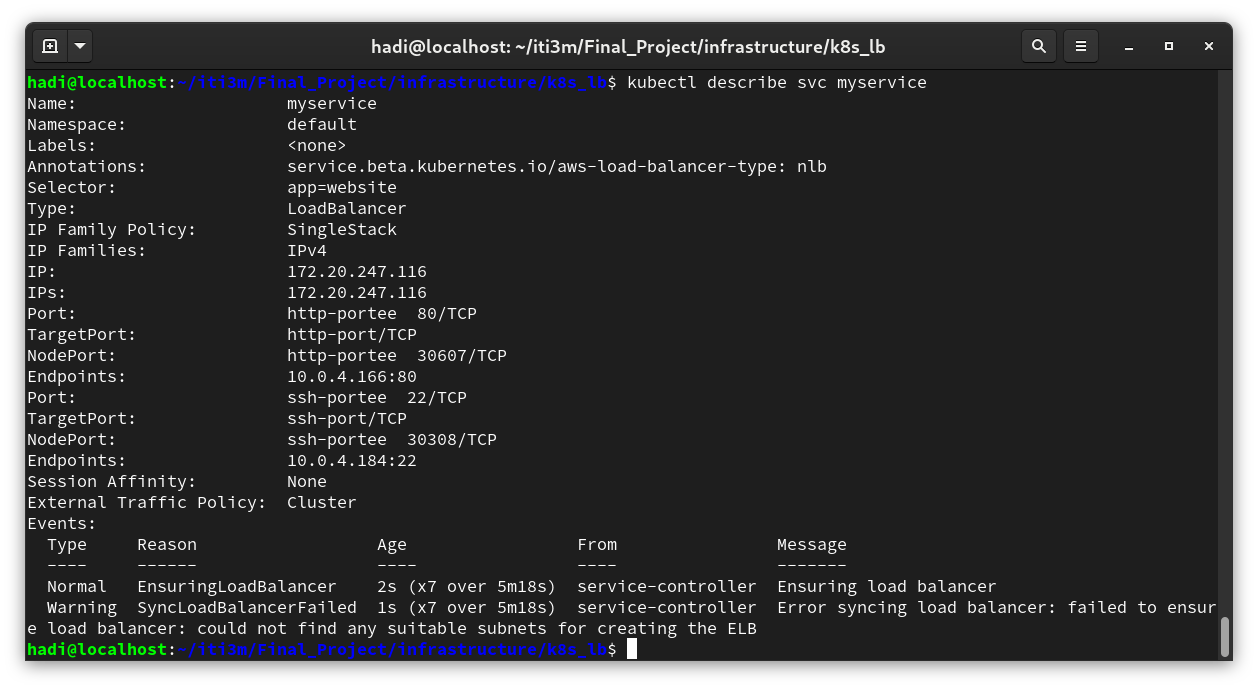 hadi@localhost: ~/iti3m/Final_Project/infrastructure/k8s_lb
hadi@localhost:~/iti3m/Final_Project/infrastructure/k8s_lb$ kubectl describe svc myservice
Name:                     myservice
Namespace:                default
Labels:                   <none>
Annotations:              service.beta.kubernetes.io/aws-load-balancer-type: nlb
Selector:                 app=website
Type:                     LoadBalancer
IP Family Policy:         SingleStack
IP Families:              IPv4
IP:                       172.20.247.116
IPs:                      172.20.247.116
Port:                     http-portee  80/TCP
TargetPort:               http-port/TCP
NodePort:                 http-portee  30607/TCP
Endpoints:                10.0.4.166:80
Port:                     ssh-portee  22/TCP
TargetPort:               ssh-port/TCP
NodePort:                 ssh-portee  30308/TCP
Endpoints:                10.0.4.184:22
Session Affinity:         None
External Traffic Policy:  Cluster
Events:
  Type     Reason                  Age                 From                Message
  ----     ------                  ----                ----                -------
  Normal   EnsuringLoadBalancer    2s (x7 over 5m18s)  service-controller  Ensuring load balancer
  Warning  SyncLoadBalancerFailed  1s (x7 over 5m18s)  service-controller  Error syncing load balancer: failed to ensur
e load balancer: could not find any suitable subnets for creating the ELB
hadi@localhost:~/iti3m/Final_Project/infrastructure/k8s_lb$